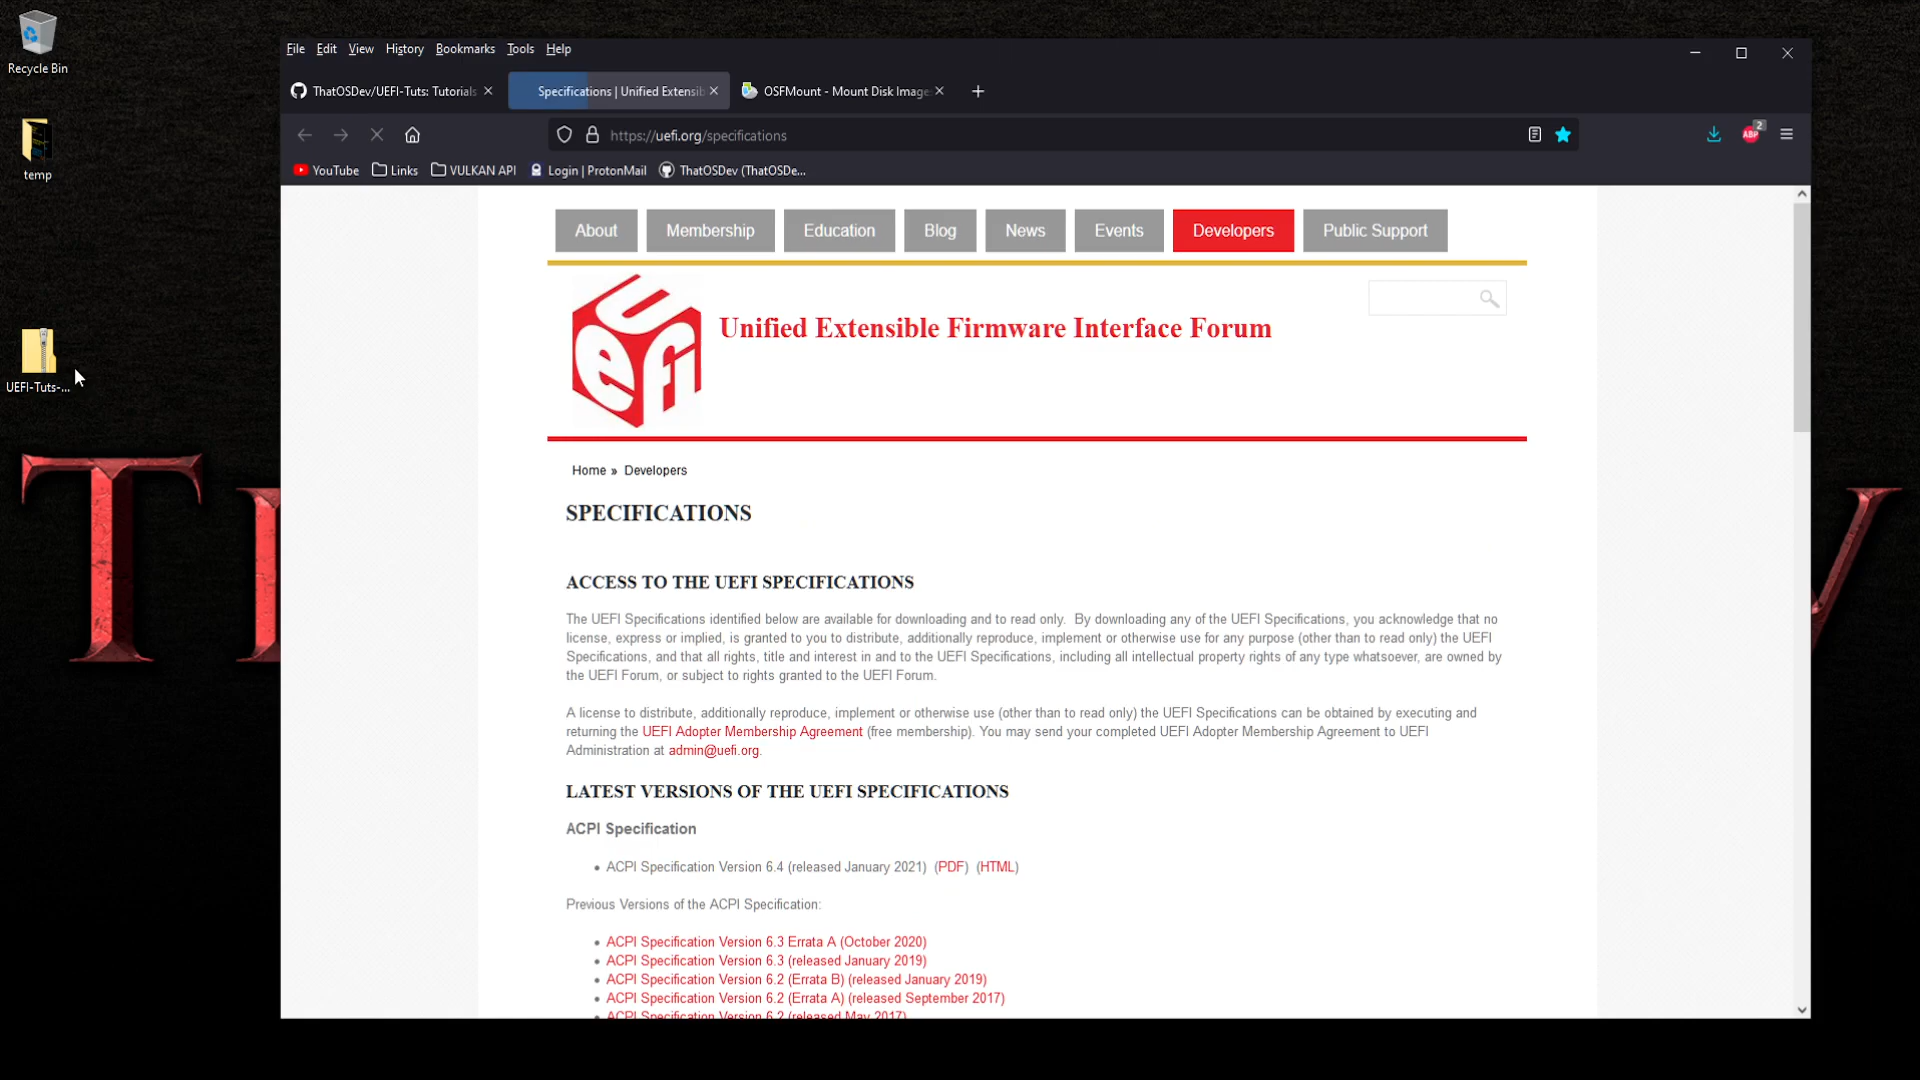 Recycle Bin
temp
UEFI-Tuts-...
File Edit View History Bookmarks Tools Help
ThatOSDev/UEFI-Tuts: Tutorials
Specifications | Unified Extensib
OSFMount - Mount Disk Image
https://uefi.org/specifications
ABP 2
YouTube Links VULKAN API Login | ProtonMail ThatOSDev (ThatOSDe...
About Membership Education Blog News Events Developers Public Support
uefi
Unified Extensible Firmware Interface Forum
Home » Developers
SPECIFICATIONS
ACCESS TO THE UEFI SPECIFICATIONS
The UEFI Specifications identified below are available for downloading and to read only. By downloading any of the UEFI Specifications, you acknowledge that no
license, express or implied, is granted to you to distribute, additionally reproduce, implement or otherwise use for any purpose (other than to read only) the UEFI
Specifications, and that all rights, title and interest in and to the UEFI Specifications, including all intellectual property rights of any type whatsoever, are owned by
the UEFI Forum, or subject to rights granted to the UEFI Forum.
A license to distribute, additionally reproduce, implement or otherwise use (other than to read only) the UEFI Specifications can be obtained by executing and
returning the UEFI Adopter Membership Agreement (free membership). You may send your completed UEFI Adopter Membership Agreement to UEFI
Administration at admin@uefi.org.
LATEST VERSIONS OF THE UEFI SPECIFICATIONS
ACPI Specification
• ACPI Specification Version 6.4 (released January 2021) (PDF) (HTML)
Previous Versions of the ACPI Specification:
• ACPI Specification Version 6.3 Errata A (October 2020)
• ACPI Specification Version 6.3 (released January 2019)
• ACPI Specification Version 6.2 (Errata B) (released January 2019)
• ACPI Specification Version 6.2 (Errata A) (released September 2017)
• ACPI Specification Version 6.2 (released May 2017)